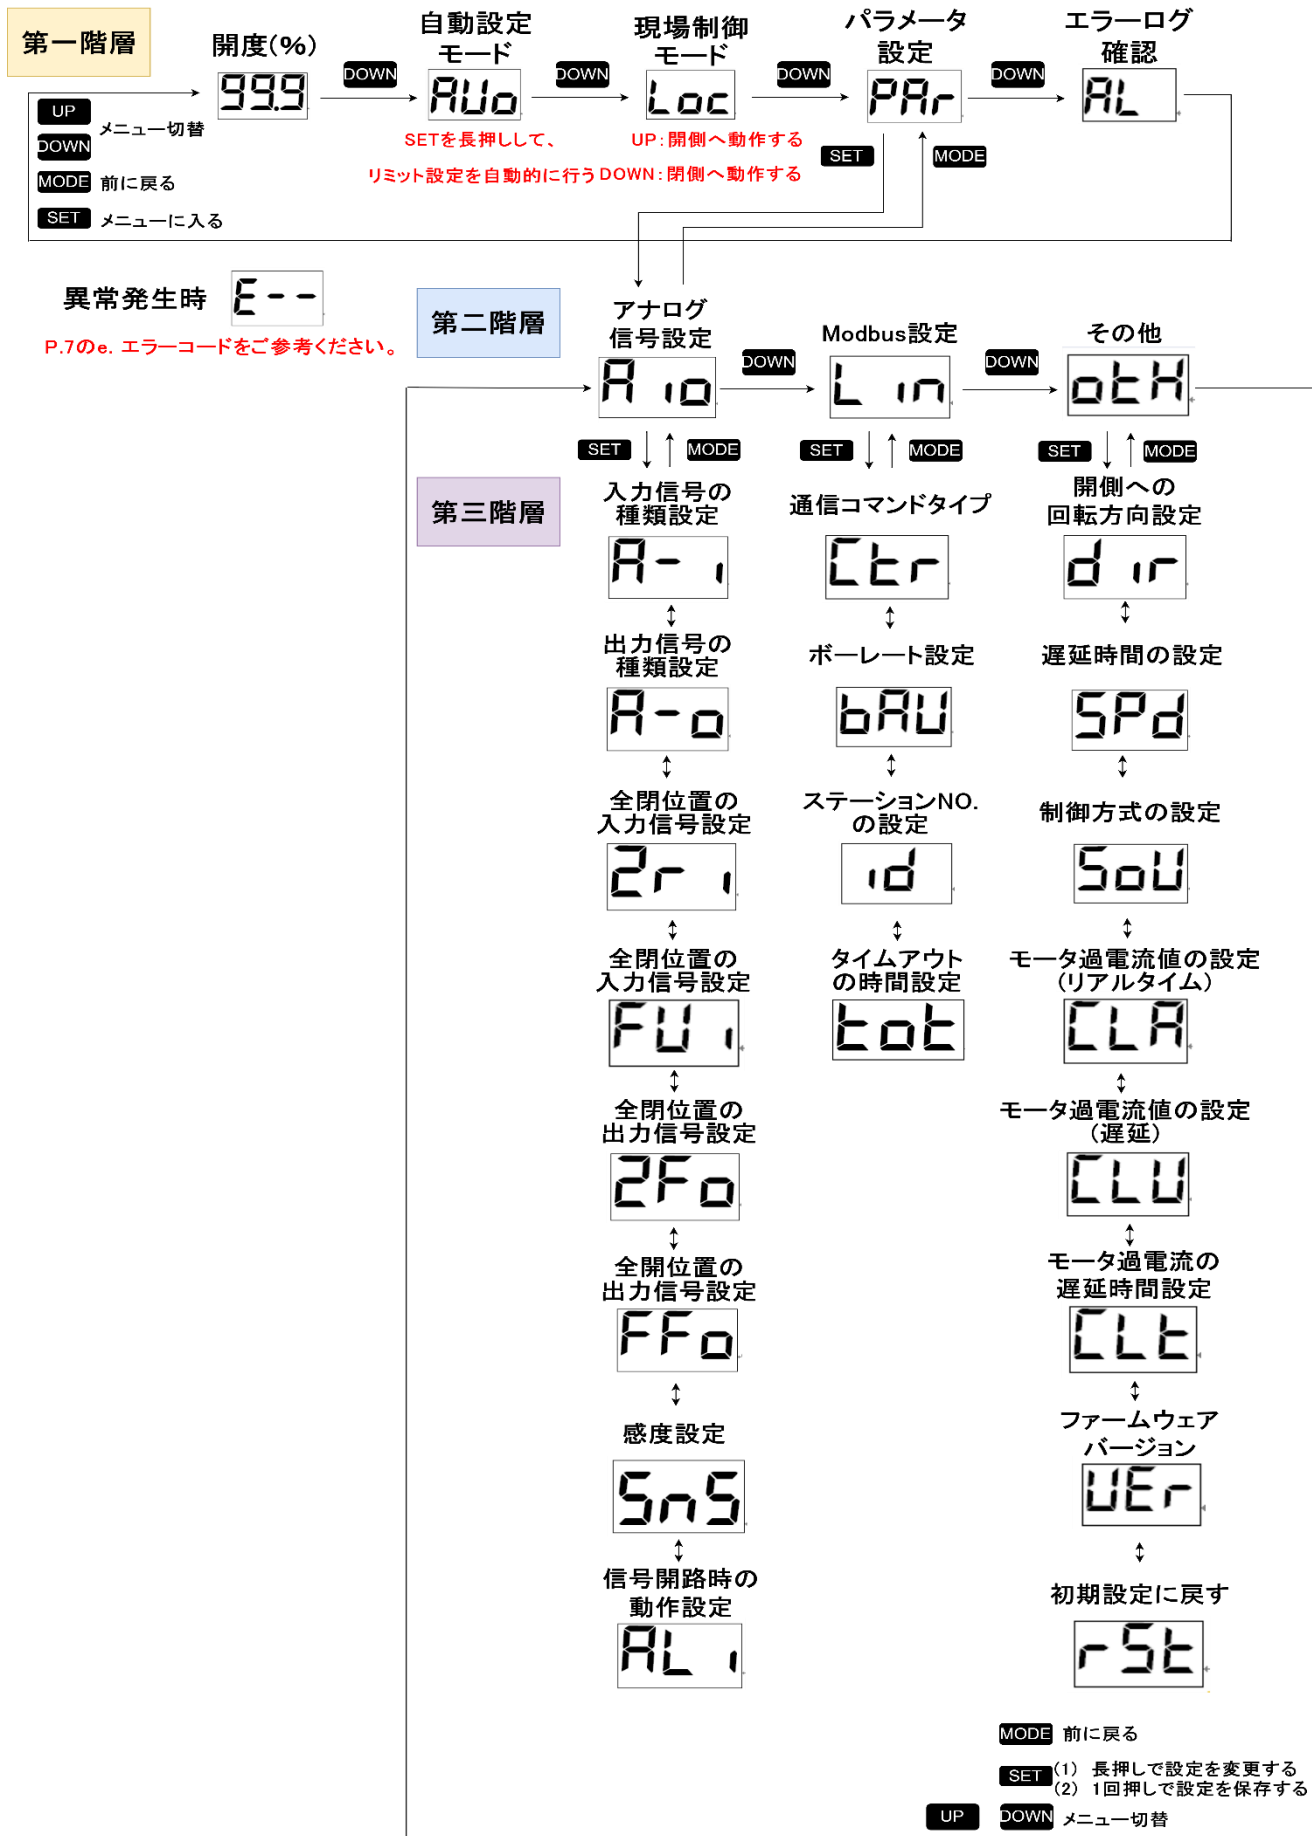 第一階層
開度(%)
99.9
自動設定
モード
AUo
現場制御
モード
Loc
パラメータ
設定
PAr
エラーログ
確認
AL
DOWN
DOWN
DOWN
DOWN
UP
DOWN
メニュー切替
MODE 前に戻る
SET メニューに入る
SETを長押しして、
リミット設定を自動的に行う
UP:開側へ動作する
DOWN:閉側へ動作する
SET
MODE
異常発生時
E--
P.7のe. エラーコードをご参考ください。
第二階層
アナログ
信号設定
A io
DOWN
Modbus設定
L in
DOWN
その他
otH
SET
MODE
SET
MODE
SET
MODE
第三階層
入力信号の
種類設定
A-i
出力信号の
種類設定
A-o
全閉位置の
入力信号設定
2r i
全閉位置の
入力信号設定
FU i
全閉位置の
出力信号設定
2Fo
全開位置の
出力信号設定
FFo
感度設定
SnS
信号開路時の
動作設定
AL i
通信コマンドタイプ
Ctr
ボーレート設定
bAU
ステーションNO.
の設定
id
タイムアウト
の時間設定
tot
開側への
回転方向設定
d ir
遅延時間の設定
SPd
制御方式の設定
SoU
モータ過電流値の設定
(リアルタイム)
CLA
モータ過電流値の設定
(遅延)
CLU
モータ過電流の
遅延時間設定
CLt
ファームウェア
バージョン
UEr
初期設定に戻す
rSt
MODE 前に戻る
SET (1) 長押しで設定を変更する
(2) 1回押しで設定を保存する
UP DOWN メニュー切替